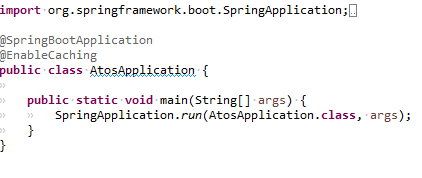 import org.springframework.boot.SpringApplication;
@SpringBootApplication
@EnableCaching
public class AtosApplication {
public static void main(String[] args) {
SpringApplication.run(AtosApplication.class, args);
}
}